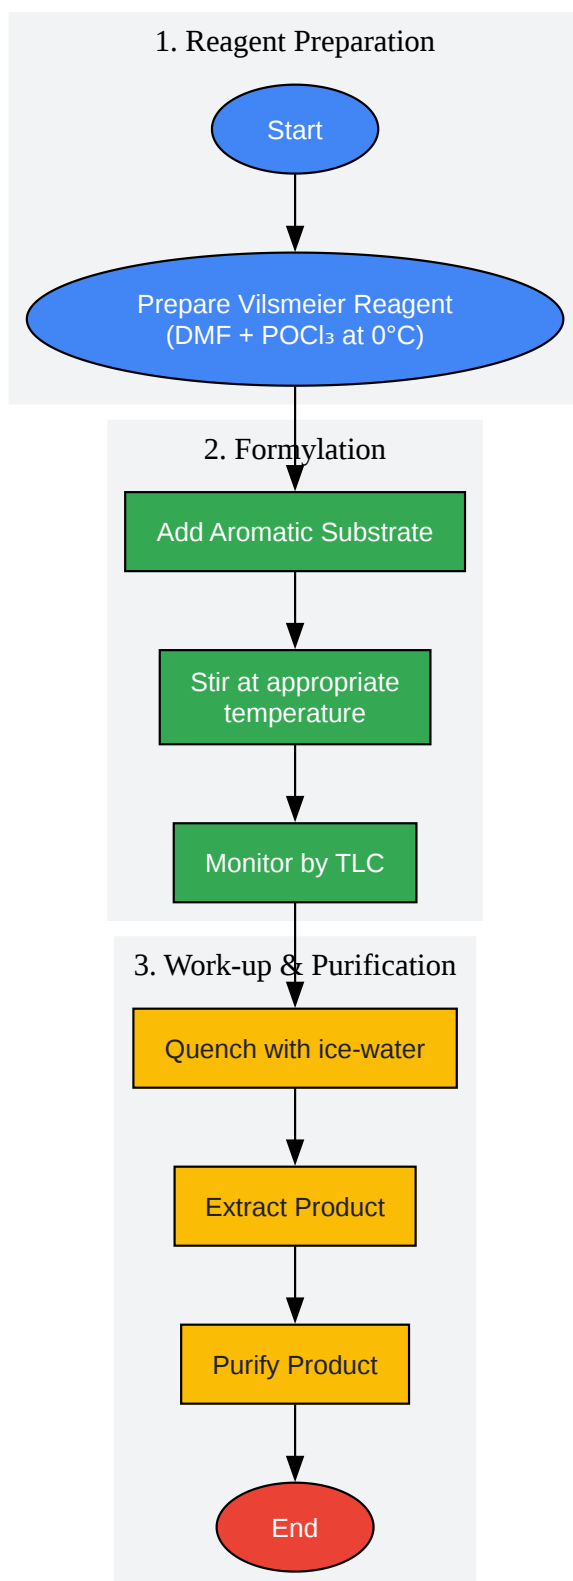 1. Reagent Preparation
Start
Prepare Vilsmeier Reagent
(DMF + POCl₃ at 0°C)
2. Formylation
Add Aromatic Substrate
Stir at appropriate
temperature
Monitor by TLC
3. Work-up & Purification
Quench with ice-water
Extract Product
Purify Product
End